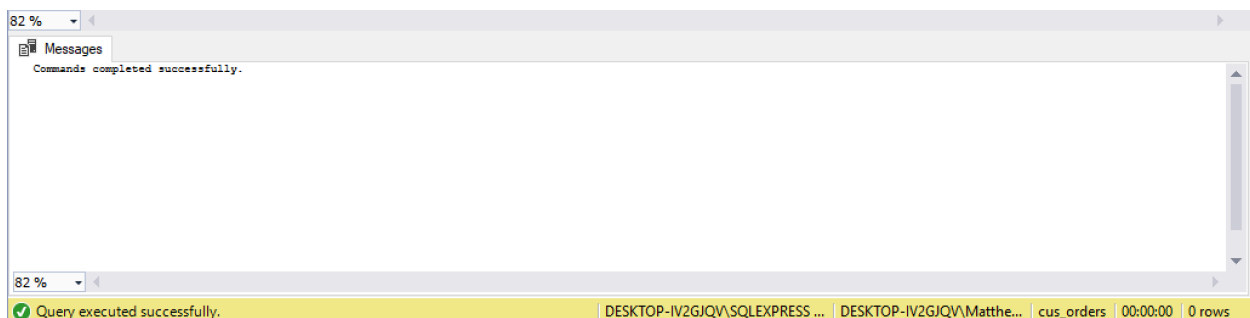 82 %
Messages
Commands completed successfully.
82 %
Query executed successfully. DESKTOP-IV2GJQV\SQLEXPRESS ... DESKTOP-IV2GJQV\Matthe... cus_orders 00:00:00 0 rows